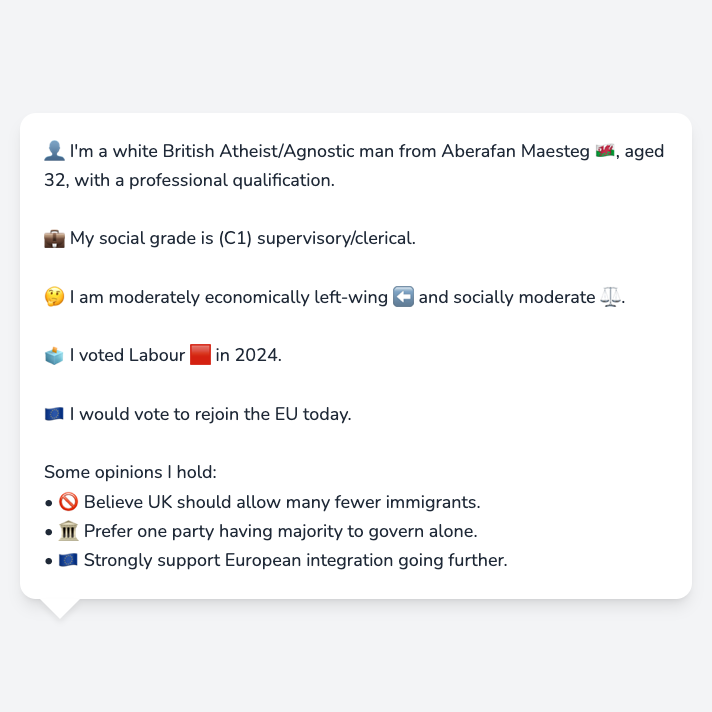 👤 I'm a white British Atheist/Agnostic man from Aberafan Maesteg 🏴󠁧󠁢󠁷󠁬󠁳󠁿, aged
32, with a professional qualification.
💼 My social grade is (C1) supervisory/clerical.
🤔 I am moderately economically left-wing ⬅️ and socially moderate ⚖️.
🗳️ I voted Labour 🟥 in 2024.
🇪🇺 I would vote to rejoin the EU today.
Some opinions I hold:
• 🚫 Believe UK should allow many fewer immigrants.
• 🏛️ Prefer one party having majority to govern alone.
• 🇪🇺 Strongly support European integration going further.